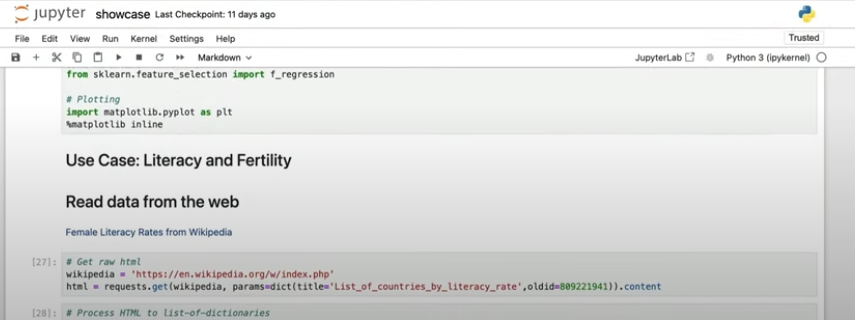 jupyter showcase Last Checkpoint: 11 days ago
File Edit View Run Kernel Settings Help
Trusted
Markdown
JupyterLab
Python 3 (ipykernel)
from sklearn.feature_selection import f_regression
# Plotting
import matplotlib.pyplot as plt
%matplotlib inline
Use Case: Literacy and Fertility
Read data from the web
Female Literacy Rates from Wikipedia
[27]: # Get raw html
wikipedia = 'https://en.wikipedia.org/w/index.php'
html = requests.get(wikipedia, params=dict(title='List_of_countries_by_literacy_rate',oldid=809221941)).content
[28]: # Process HTML to list-of-dictionaries